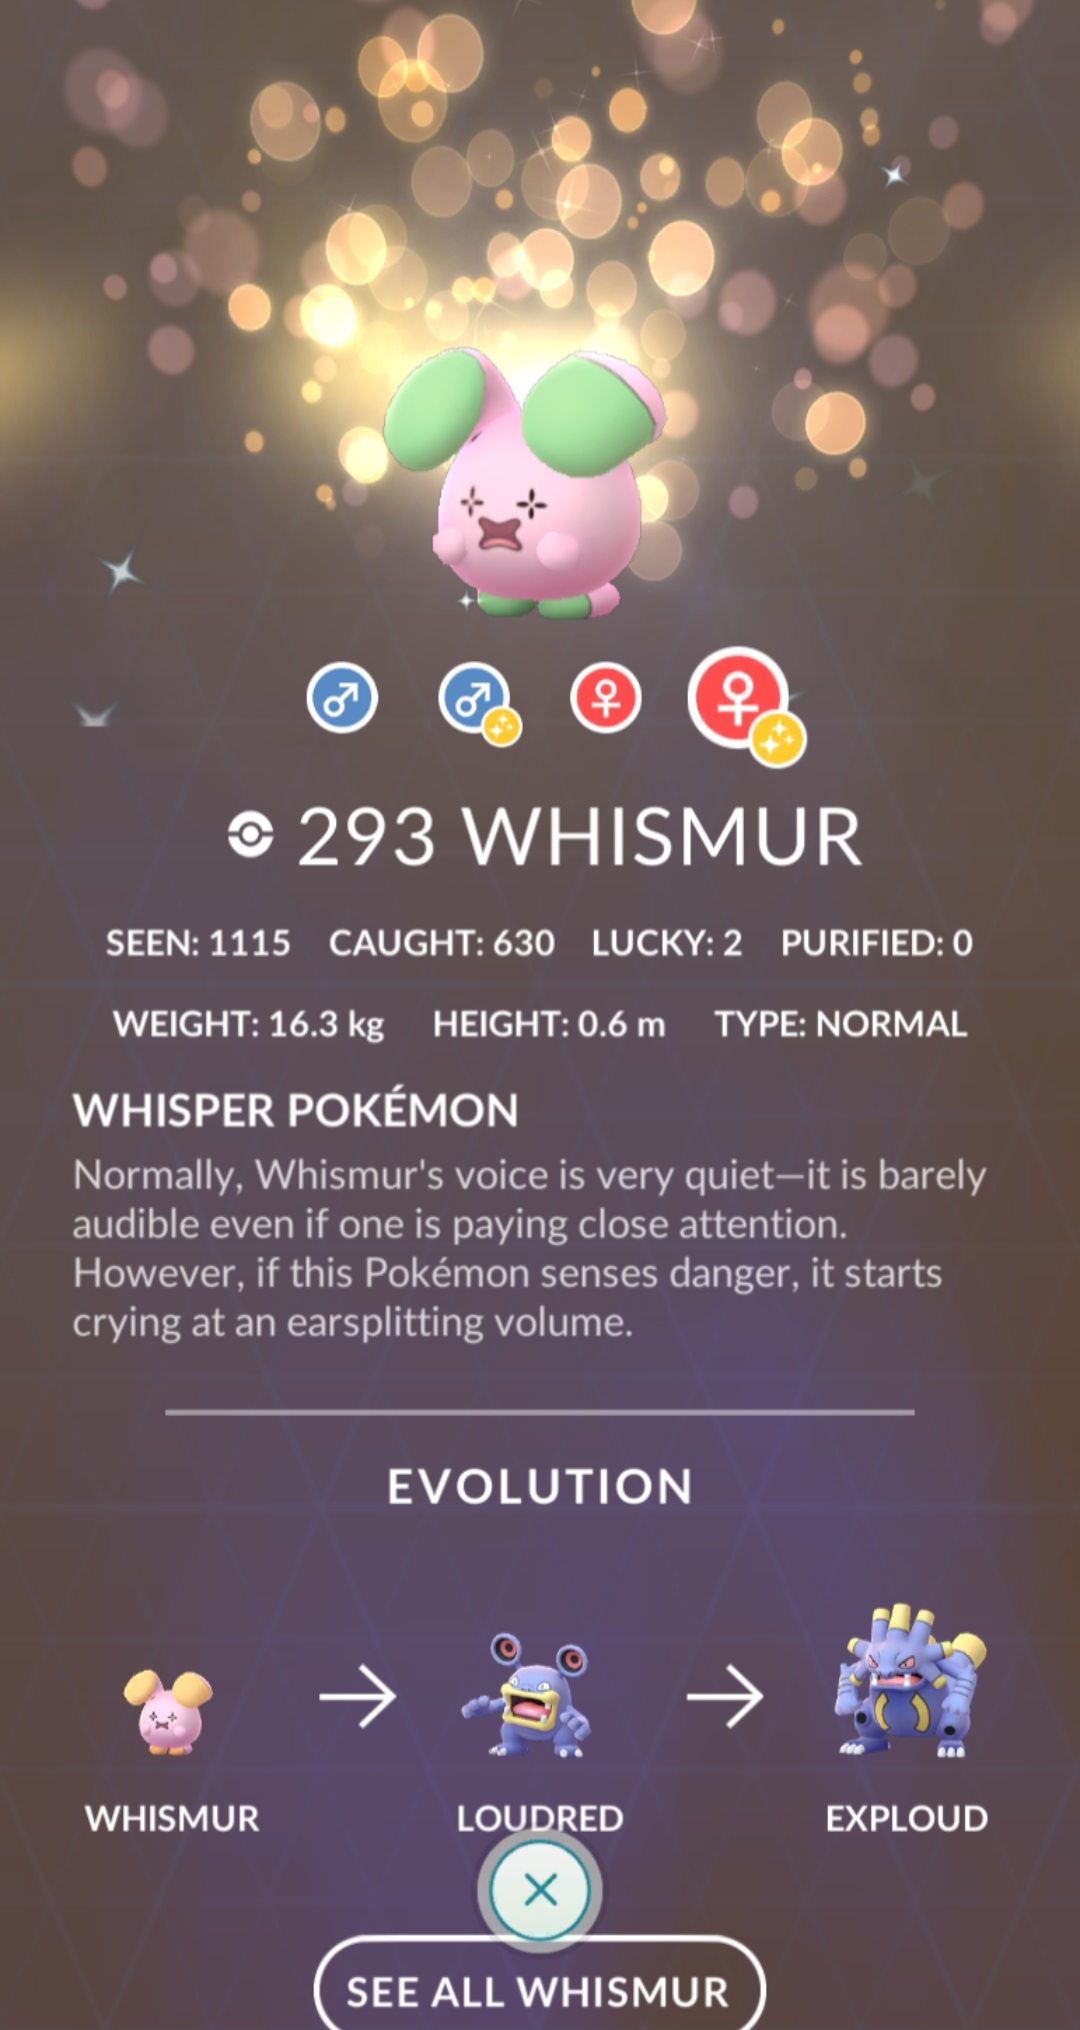 293 WHISMUR
SEEN: 1115 CAUGHT: 630 LUCKY: 2 PURIFIED: 0
WEIGHT: 16.3 kg HEIGHT: 0.6 m TYPE: NORMAL
WHISPER POKÉMON
Normally, Whismur's voice is very quiet—it is barely
audible even if one is paying close attention.
However, if this Pokémon senses danger, it starts
crying at an earsplitting volume.
EVOLUTION
WHISMUR LOUDRED EXPLOUD
SEE ALL WHISMUR